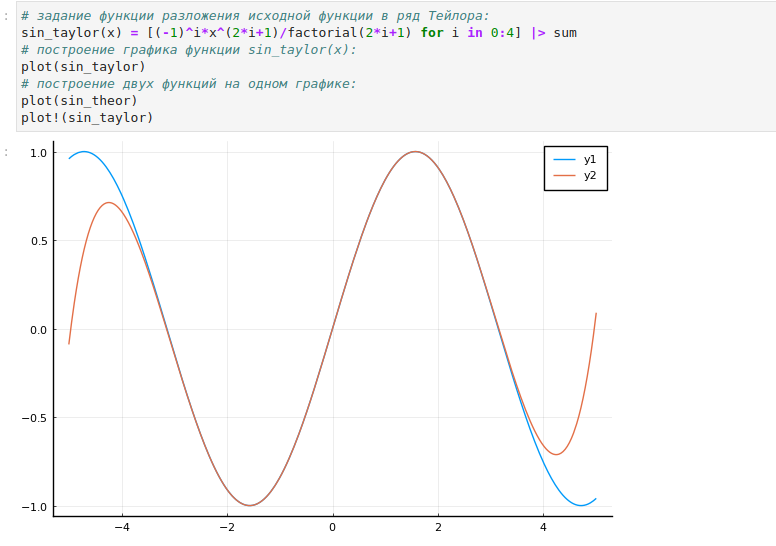 :
# задание функции разложения исходной функции в ряд Тейлора:
sin_taylor(x) = [(-1)^i*x^(2*i+1)/factorial(2*i+1) for i in 0:4] |> sum
# построение графика функции sin_taylor(x):
plot(sin_taylor)
# построение двух функций на одном графике:
plot(sin_theor)
plot!(sin_taylor)
:
1.0
0.5
0.0
−0.5
−1.0
y1
y2
−4
−2
0
2
4